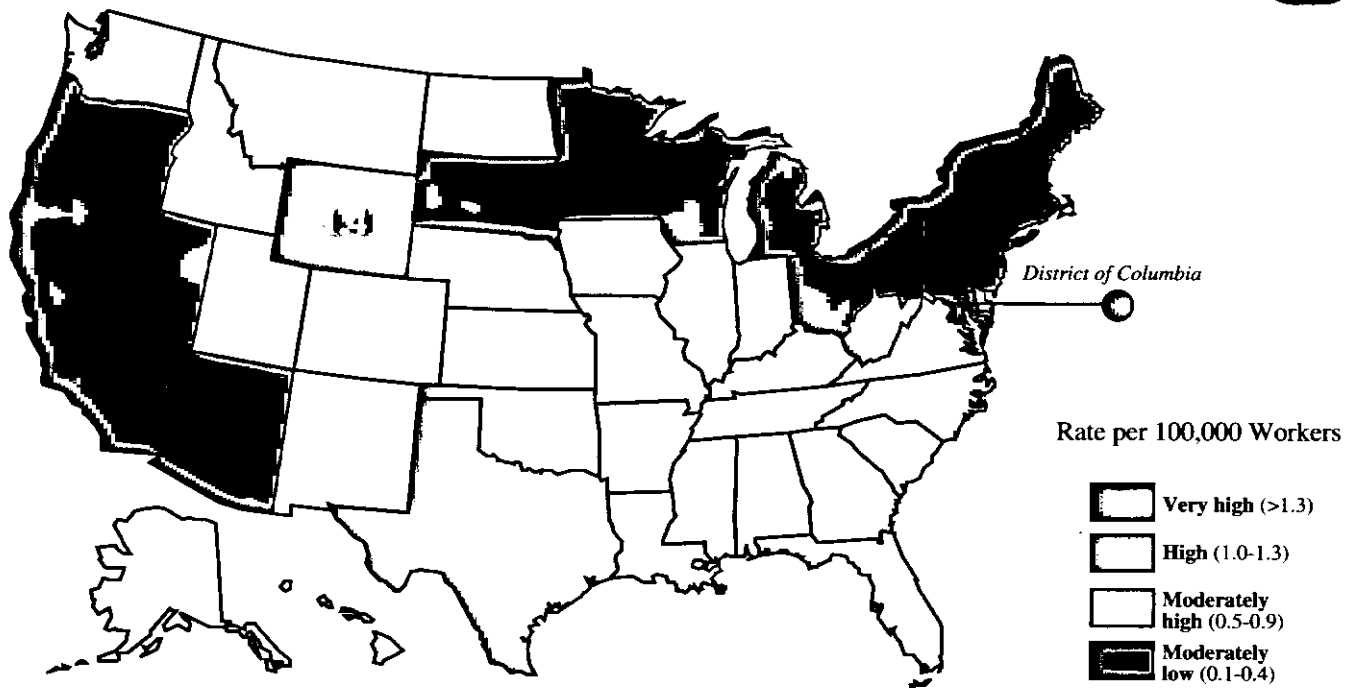 District of Columbia
Rate per 100,000 Workers
Very high (>1.3)
High (1.0-1.3)
Moderately
high (0.5-0.9)
Moderately
low (0.1-0.4)